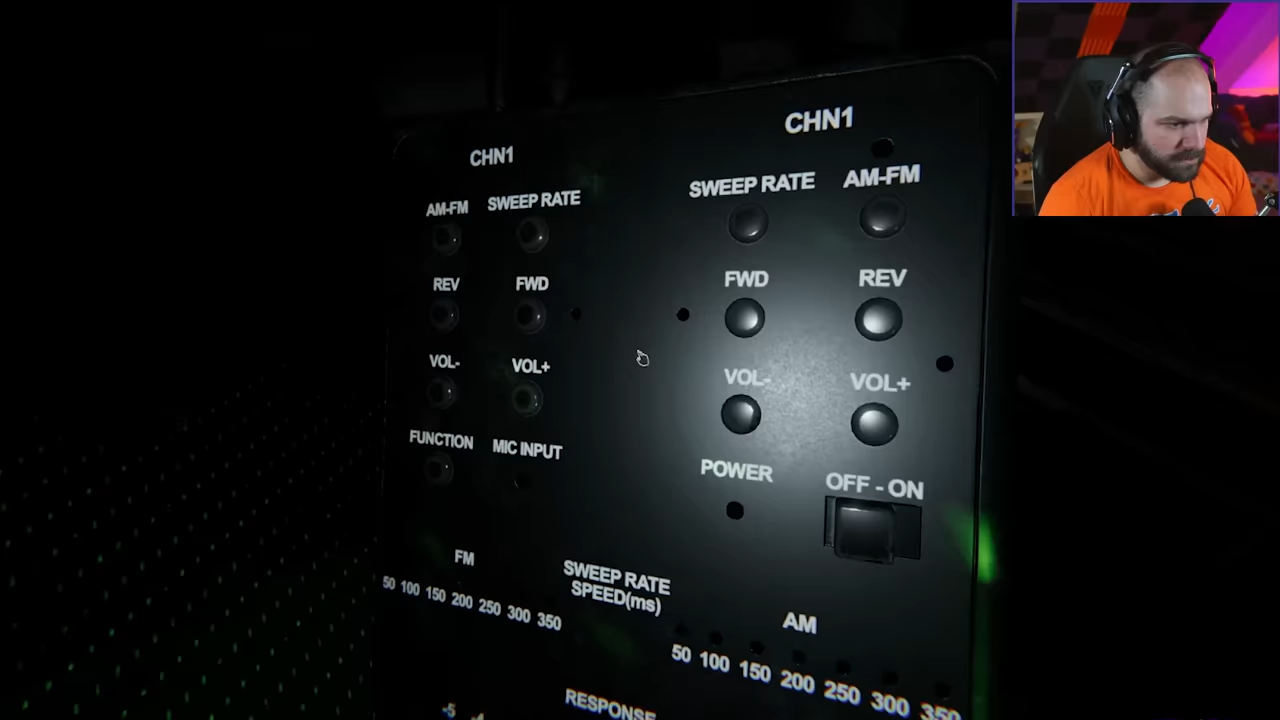 CHN1
CHN1
AM-FM SWEEP RATE
SWEEP RATE AM-FM
REV FWD
FWD REV
VOL- VOL+
VOL- VOL+
FUNCTION MIC INPUT
POWER OFF - ON
FM
50 100 150 200 250 300 350
SWEEP RATE
SPEED(ms)
AM
50 100 150 200 250 300 350
-5 -4
RESPONSE